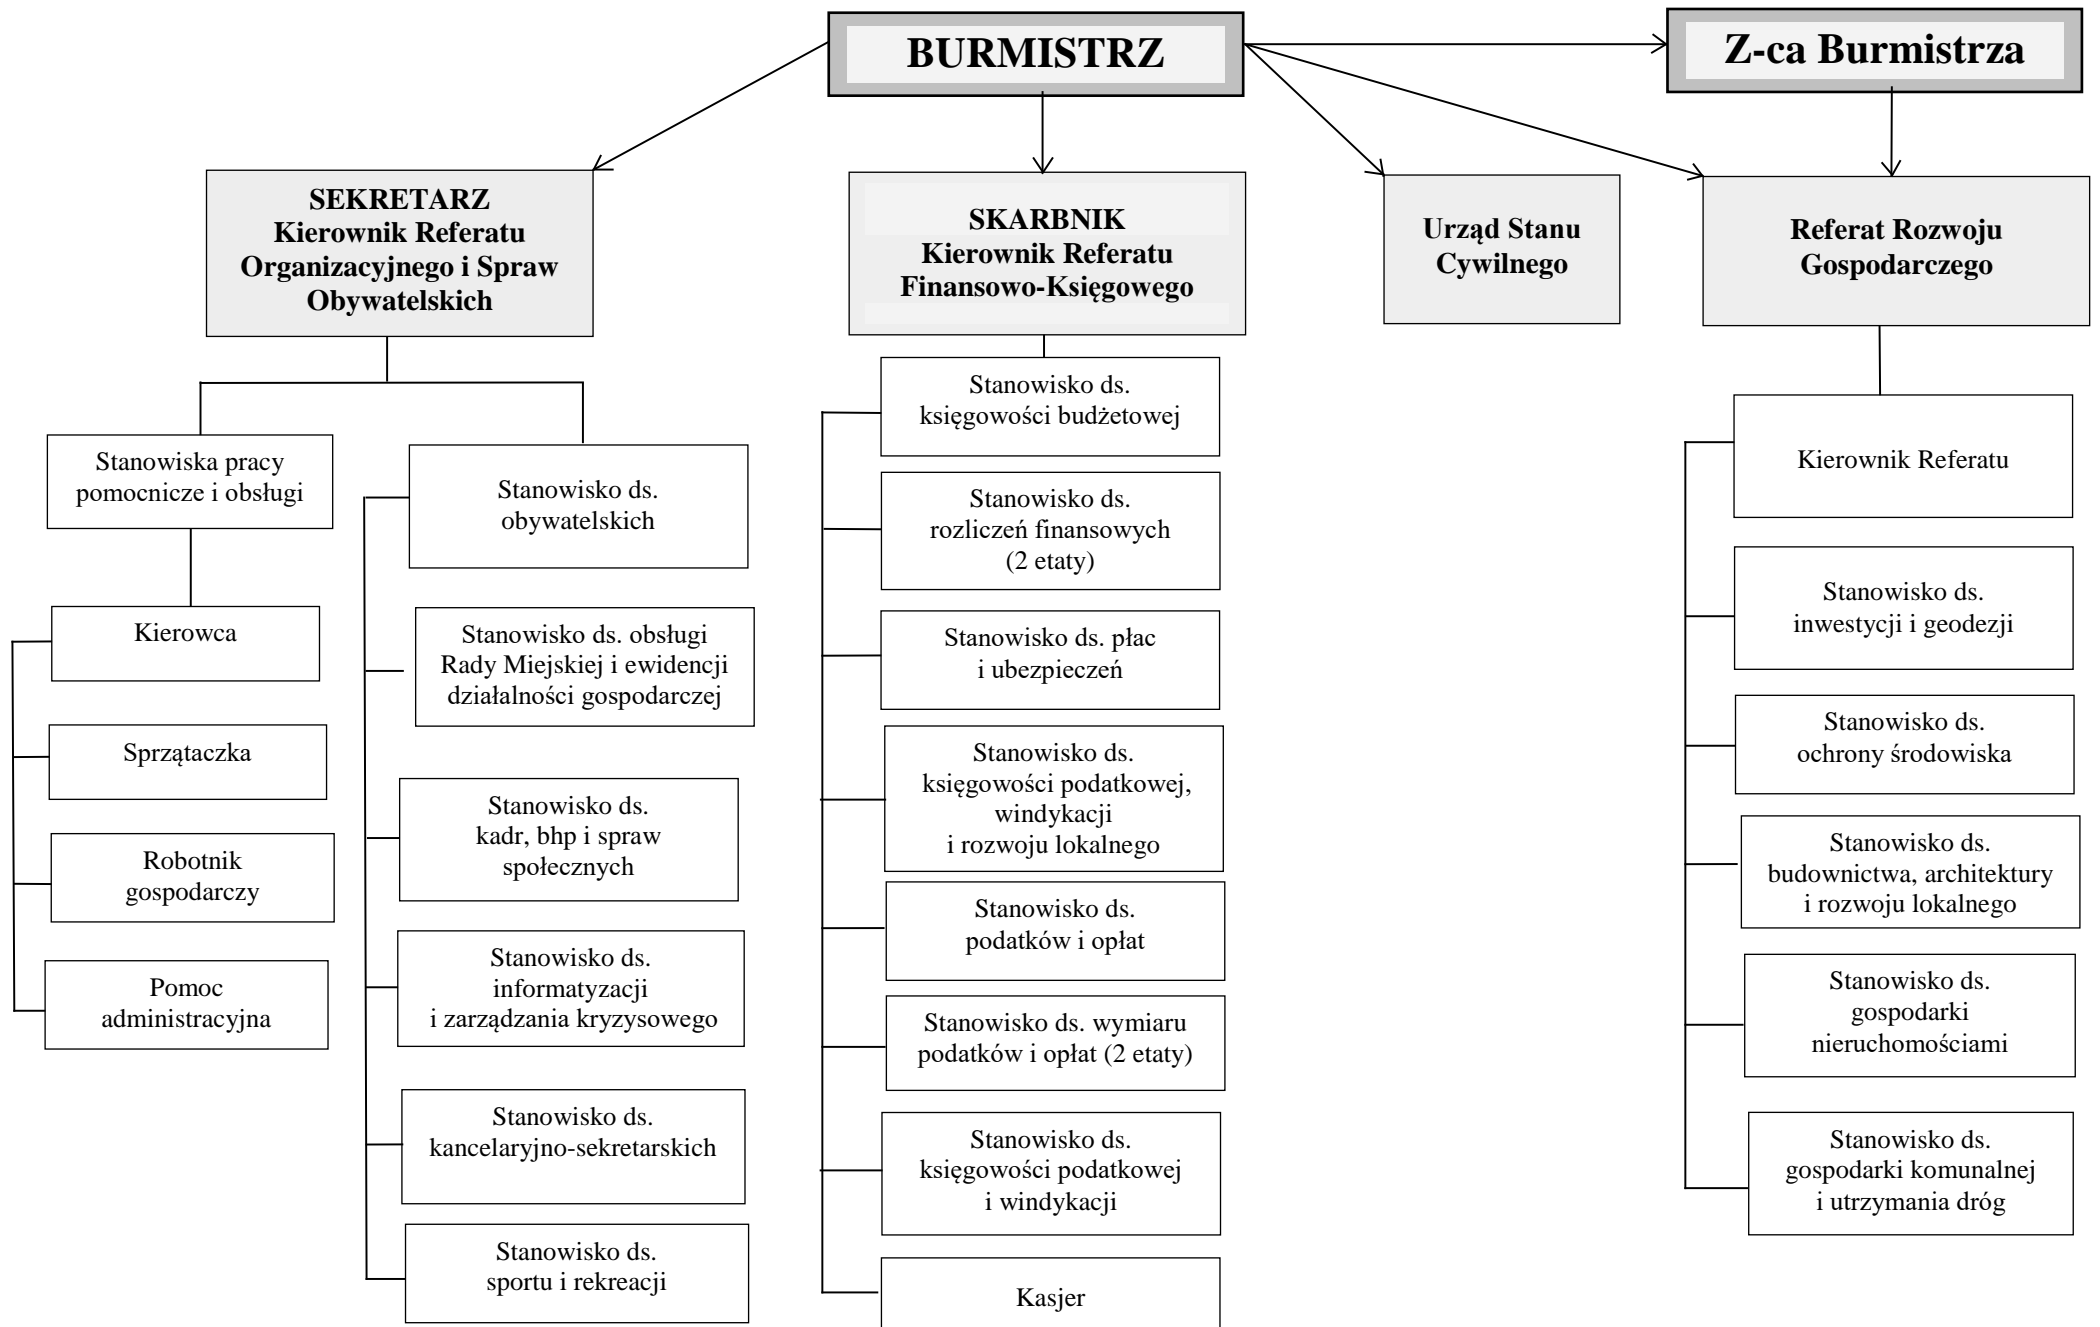 BURMISTRZ
Z-ca Burmistrza
SEKRETARZ
Kierownik Referatu
Organizacyjnego i Spraw
Obywatelskich
SKARBNIK
Kierownik Referatu
Finansowo-Księgowego
Urząd Stanu
Cywilnego
Referat Rozwoju
Gospodarczego
Stanowiska pracy
pomocnicze i obsługi
Kierowca
Sprzątaczka
Robotnik
gospodarczy
Pomoc
administracyjna
Stanowisko ds.
obywatelskich
Stanowisko ds. obsługi
Rady Miejskiej i ewidencji
działalności gospodarczej
Stanowisko ds.
kadr, bhp i spraw
społecznych
Stanowisko ds.
informatyzacji
i zarządzania kryzysowego
Stanowisko ds.
kancelaryjno-sekretarskich
Stanowisko ds.
sportu i rekreacji
Stanowisko ds.
księgowości budżetowej
Stanowisko ds.
rozliczeń finansowych
(2 etaty)
Stanowisko ds. płac
i ubezpieczeń
Stanowisko ds.
księgowości podatkowej,
windykacji
i rozwoju lokalnego
Stanowisko ds.
podatków i opłat
Stanowisko ds. wymiaru
podatków i opłat (2 etaty)
Stanowisko ds.
księgowości podatkowej
i windykacji
Kasjer
Kierownik Referatu
Stanowisko ds.
inwestycji i geodezji
Stanowisko ds.
ochrony środowiska
Stanowisko ds.
budownictwa, architektury
i rozwoju lokalnego
Stanowisko ds.
gospodarki
nieruchomościami
Stanowisko ds.
gospodarki komunalnej
i utrzymania dróg